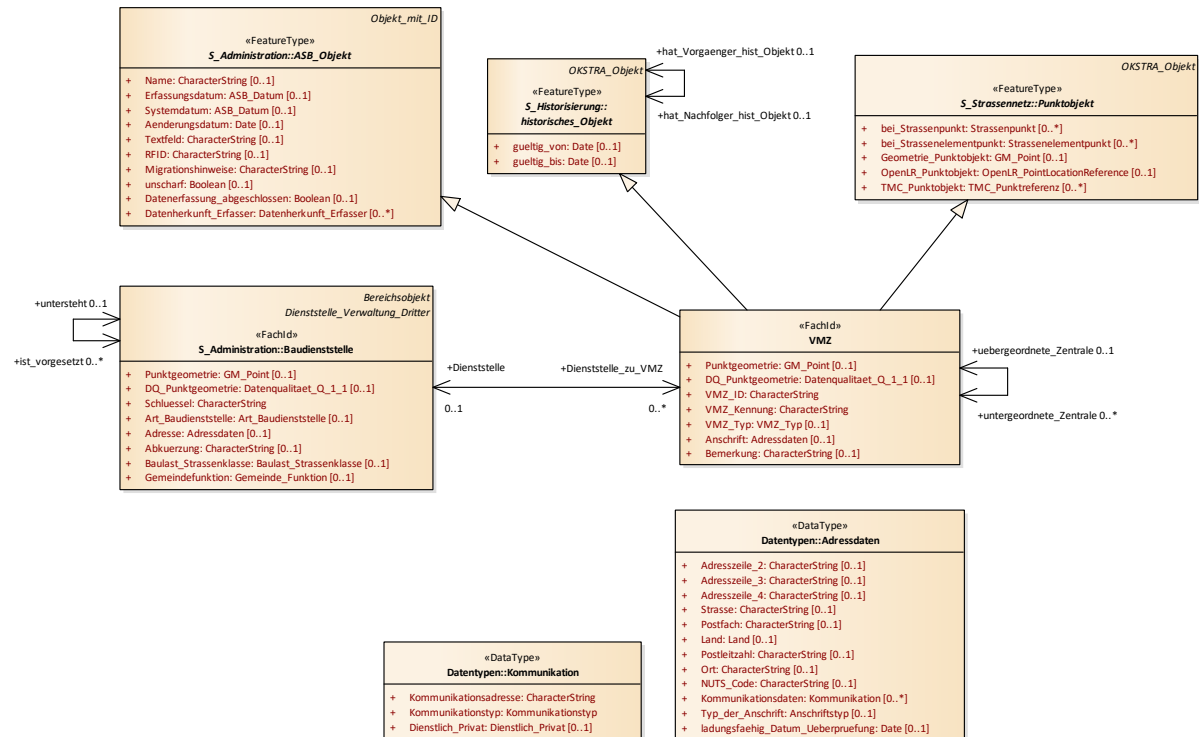 Objekt_mit_ID
«FeatureType»
S_Administration::ASB_Objekt
+ Name: CharacterString [0..1]
+ Erfassungsdatum: ASB_Datum [0..1]
+ Systemdatum: ASB_Datum [0..1]
+ Aenderungsdatum: Date [0..1]
+ Textfeld: CharacterString [0..1]
+ RFID: CharacterString [0..1]
+ Migrationshinweise: CharacterString [0..1]
+ unscharf: Boolean [0..1]
+ Datenerfassung_abgeschlossen: Boolean [0..1]
+ Datenherkunft_Erfasser: Datenherkunft_Erfasser [0..*]
OKSTRA_Objekt
«FeatureType»
S_Historisierung::
historisches_Objekt
+ gueltig_von: Date [0..1]
+ gueltig_bis: Date [0..1]
+hat_Vorgaenger_hist_Objekt 0..1
+hat_Nachfolger_hist_Objekt 0..1
OKSTRA_Objekt
«FeatureType»
S_Strassennetz::Punktobjekt
+ bei_Strassenpunkt: Strassenpunkt [0..*]
+ bei_Strassenelementpunkt: Strassenelementpunkt [0..*]
+ Geometrie_Punktobjekt: GM_Point [0..1]
+ OpenLR_Punktobjekt: OpenLR_PointLocationReference [0..1]
+ TMC_Punktobjekt: TMC_Punktreferenz [0..*]
+untersteht 0..1
+ist_vorgesetzt 0..*
Bereichsobjekt
Dienststelle_Verwaltung_Dritter
«FachId»
S_Administration::Baudienststelle
+ Punktgeometrie: GM_Point [0..1]
+ DQ_Punktgeometrie: Datenqualitaet_Q_1_1 [0..1]
+ Schluessel: CharacterString
+ Art_Baudienststelle: Art_Baudienststelle [0..1]
+ Adresse: Adressdaten [0..1]
+ Abkuerzung: CharacterString [0..1]
+ Baulast_Strassenklasse: Baulast_Strassenklasse [0..1]
+ Gemeindefunktion: Gemeinde_Funktion [0..1]
+Dienststelle
0..1
+Dienststelle_zu_VMZ
0..*
«FachId»
VMZ
+ Punktgeometrie: GM_Point [0..1]
+ DQ_Punktgeometrie: Datenqualitaet_Q_1_1 [0..1]
+ VMZ_ID: CharacterString
+ VMZ_Kennung: CharacterString
+ VMZ_Typ: VMZ_Typ [0..1]
+ Anschrift: Adressdaten [0..1]
+ Bemerkung: CharacterString [0..1]
+uebergeordnete_Zentrale 0..1
+untergeordnete_Zentrale 0..*
«DataType»
Datentypen::Kommunikation
+ Kommunikationsadresse: CharacterString
+ Kommunikationstyp: Kommunikationstyp
+ Dienstlich_Privat: Dienstlich_Privat [0..1]
«DataType»
Datentypen::Adressdaten
+ Adresszeile_2: CharacterString [0..1]
+ Adresszeile_3: CharacterString [0..1]
+ Adresszeile_4: CharacterString [0..1]
+ Strasse: CharacterString [0..1]
+ Postfach: CharacterString [0..1]
+ Land: Land [0..1]
+ Postleitzahl: CharacterString [0..1]
+ Ort: CharacterString [0..1]
+ NUTS_Code: CharacterString [0..1]
+ Kommunikationsdaten: Kommunikation [0..*]
+ Typ_der_Anschrift: Anschriftstyp [0..1]
+ ladungsfaehig_Datum_Ueberpruefung: Date [0..1]